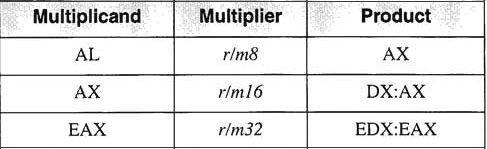 Multiplicand Multiplier Product
AL r/m8 AX
AX r/m16 DX:AX
EAX r/m32 EDX:EAX